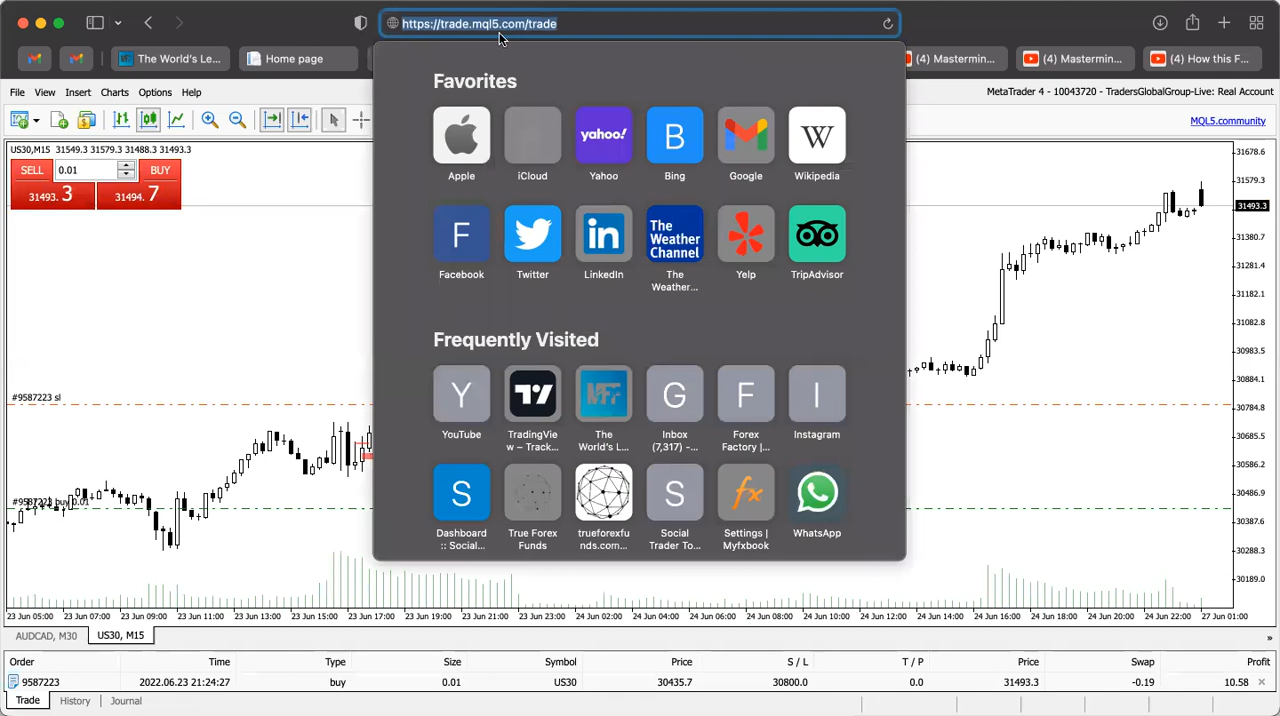 https://trade.mql5.com/trade
The World's Le...
Home page
(4) Mastermin...
(4) Mastermin...
(4) How this F...
File View Insert Charts Options Help
MetaTrader 4 - 10043720 - TradersGlobalGroup-Live: Real Account
MQL5.community
US30,M15 31549.3 31579.3 31488.3 31493.3
SELL 0.01 BUY
31493. 3 31494. 7
Favorites
yahoo! B W
Apple iCloud Yahoo Bing Google Wikipedia
F in The Weather Channel
Facebook Twitter LinkedIn The Weather... Yelp TripAdvisor
Frequently Visited
Y G F I
YouTube TradingView – Track... The World's L... Inbox (7,317) -... Forex Factory |... Instagram
S S fx
Dashboard :: Social... True Forex Funds trueforexfunds.com... Social Trader To... Settings | Myfxbook WhatsApp
31678.6
31579.3
31493.3
31380.7
31281.4
31182.1
31082.8
30983.5
30884.1
30784.8
30685.5
30586.2
30486.9
30387.6
30288.3
30189.0
#9587223 sl
#9587223 buy 0.01
23 Jun 05:00 23 Jun 07:00 23 Jun 09:00 23 Jun 11:00 23 Jun 13:00 23 Jun 15:00 23 Jun 17:00 23 Jun 19:00 23 Jun 21:00 23 Jun 23:00 24 Jun 02:00 24 Jun 04:00 24 Jun 06:00 24 Jun 08:00 24 Jun 10:00 24 Jun 12:00 24 Jun 14:00 24 Jun 16:00 24 Jun 18:00 24 Jun 20:00 24 Jun 22:00 27 Jun 01:00
AUDCAD, M30 US30, M15
Order Time Type Size Symbol Price S / L T / P Price Swap Profit
9587223 2022.06.23 21:24:27 buy 0.01 US30 30435.7 30800.0 0.0 31493.3 -0.19 10.58
Trade History Journal